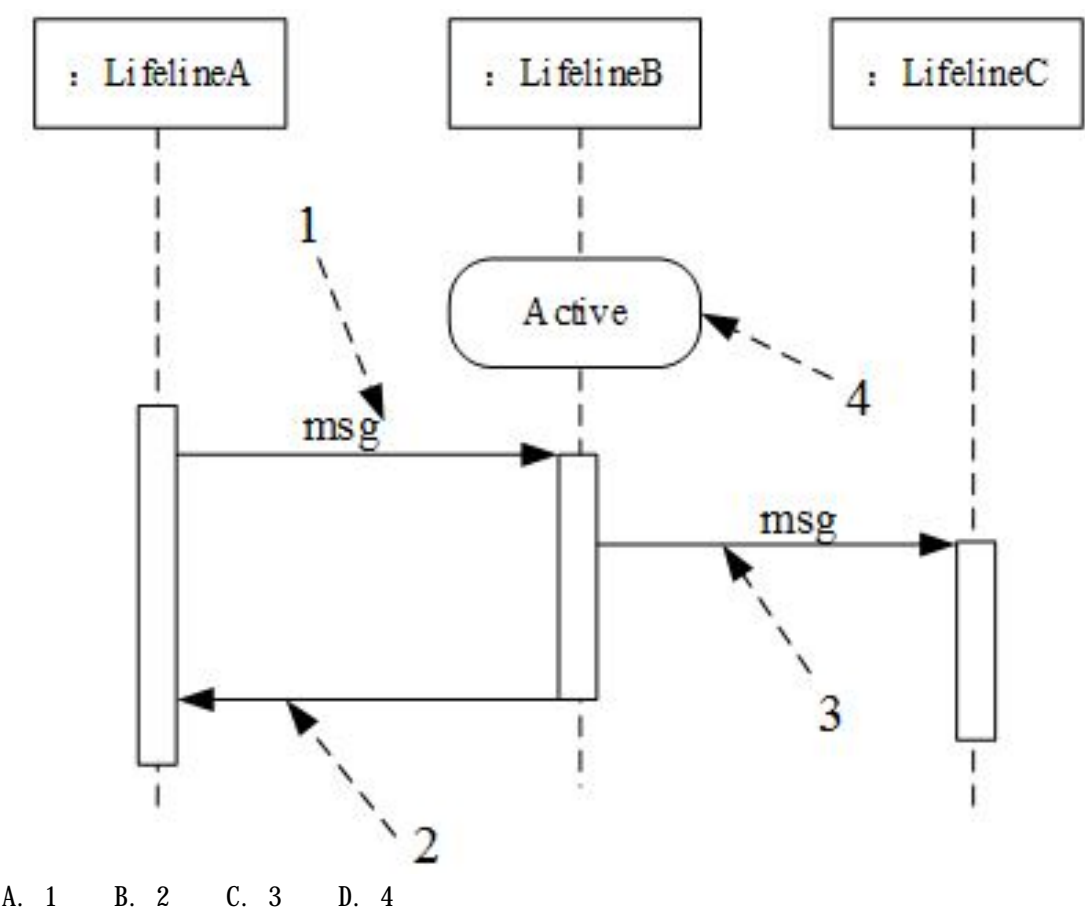 : LifelineA : LifelineB : LifelineC
1
Active
4
msg
msg
3
2
A. 1 B. 2 C. 3 D. 4